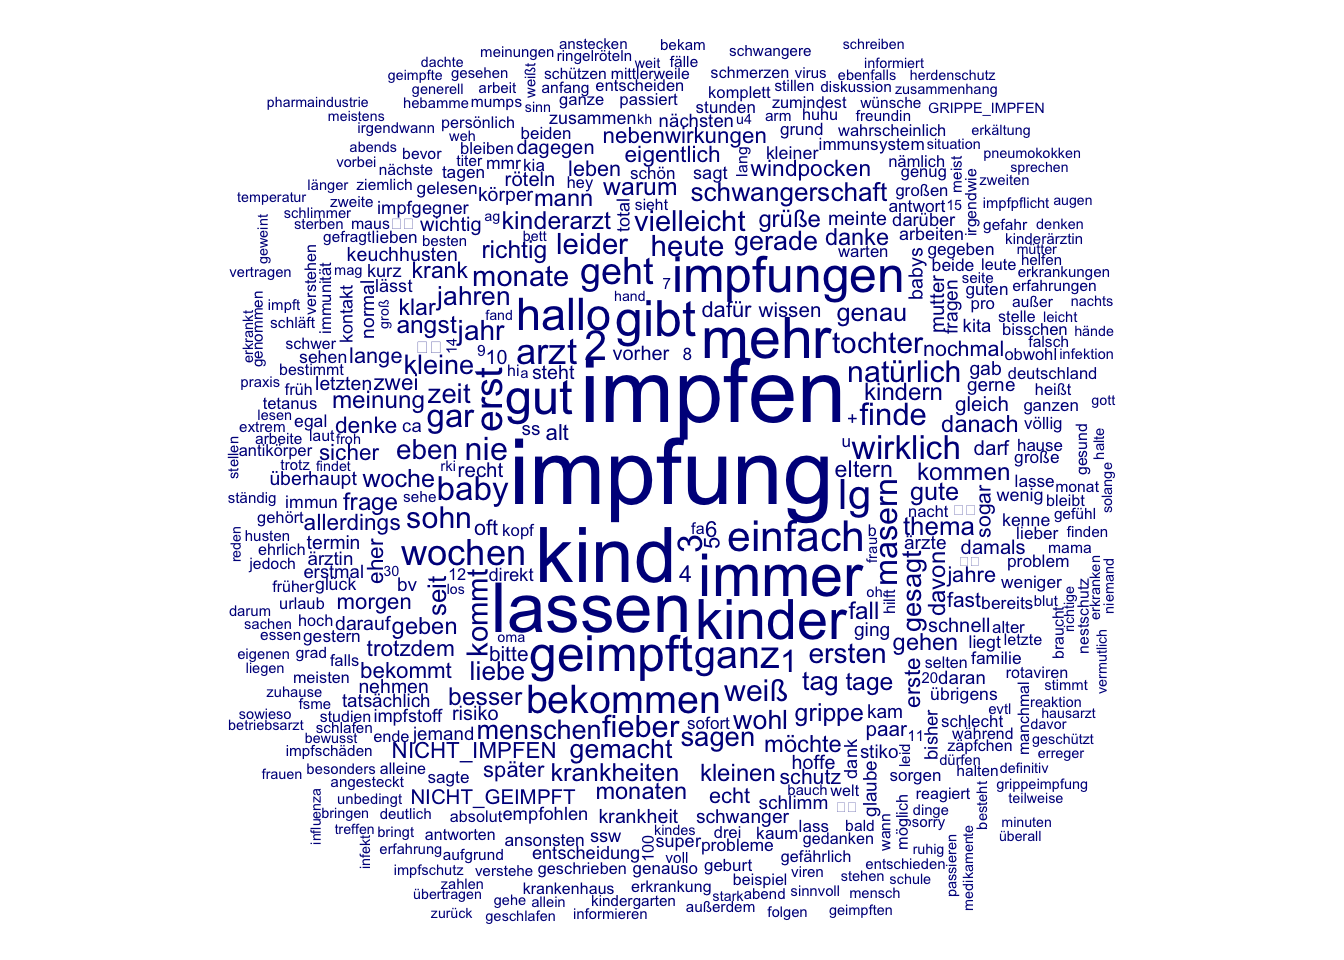 anstecken bekam schwangere schreiben
meinungen ringelröteln
dachte weißt weit fälle informiert
geimpfte gesehen schützen mittlerweile schmerzen virus ebenfalls herdenschutz
generell arbeit anfang entscheiden komplett stillen diskussion zusammenhang
pharmaindustrie hebamme mumps sinn ganze passiert stunden zumindest wünsche GRIPPE_IMPFEN
meistens irgendwann persönlich zusammen kh nächsten u4 arm huhu freundin
weh beiden nebenwirkungen grund wahrscheinlich erkältung
abends bleiben dagegen eigentlich lang kleiner immunsystem situation
vorbei bevor titer mmr kia leben schön sagt windpocken nämlich meist pneumokokken
nächste tagen röteln hey warum genug sprechen
temperatur länger ziemlich gelesen körper mann schwangerschaft großen irgendwie zweiten
zweite impfgegner total sieht antwort 15 impfpflicht augen
schlimmer sterben maus wichtig ag kinderarzt vielleicht grüße meinte darüber gefahr denken
geweint gefragt lieben besten bett leider heute gerade danke arbeiten kinderärztin
keuchhusten richtig warten babys gegeben mutter
vertragen verstehen immunität mag kurz krank monate geht 7 impfungen beide leute helfen erkrankungen
impft lässt hand mutter fragen seite guten erfahrungen
groß kontakt normal klar jahren fand hallo gibt dafür wissen genau pro außer nachts
schläft angst jahr kita stelle leicht
erkrankt genommen schwer 14 bisschen hände
sehen lange 9 10 arzt 2 vorher 8 mehr tochter nochmal falsch obwohl infektion
bestimmt kleine erst hi a steht natürlich gab deutschland
praxis früh letzten zwei zeit gut impfen kindern gerne heißt
tetanus meinung gleich ganzen gott
lesen egal denke ca gar + finde danach völlig
extrem arbeite laut froh ss alt
antikörper sicher eben nie u wirklich darf hause gesund halte
stellen trotz findet rki recht impfung eltern kommen große
überhaupt woche baby lg lasse monat
ständig immun frage sehe gute wenig bleibt solange
gehört allerdings sohn oft kopf masern nacht sogar kenne gefühl
reden husten termin fa 6 thema lieber finden
ehrlich ärztin eher wochen kind 3 5 einfach b frau ärzte damals mama
jedoch erstmal 30 12 direkt 4 immer davon jahre problem
früher glück bv seit los oh hilft gesagt weniger
urlaub morgen kommt lassen kinder fall fast bereits blut nestschutz erkranken niemand
darum hoch darauf geben ging schnell alter braucht richtige
sachen essen gestern oma
eigenen grad trotzdem bitte geimpft ganz 1 ersten gehen liegt letzte
liegen falls selten familie vermutlich
meisten bekommt liebe erste 20 daran rotaviren
zuhause nehmen tag tage stimmt
fsme tatsächlich besser bekommen weiß übrigens manchmal reaktion
sowieso studien impfstoff risiko grippe kam evtl hausarzt
betriebsarzt schlafen sofort wohl schlecht davor
bewusst ende jemand menschen fieber sagen paar 11 bisher während geschützt
impfschäden NICHT_IMPFEN gemacht möchte dank stiko leid zäpfchen erreger
hoffe dürfen
frauen besonders alleine sagte später krankheiten kleinen schutz glaube sorgen halten definitiv
angesteckt bauch welt besteht grippeimpfung
influenza unbedingt NICHT_GEIMPFT monaten echt schlimm reagiert teilweise
bringen deutlich absolut empfohlen krankheit schwanger lass bald wann möglich dinge minuten
treffen bringt antworten ansonsten ssw kindes drei kaum gedanken sorry überall
infekt erfahrung 100 super probleme ruhig
aufgrund entscheidung voll gefährlich entschieden passieren medikamente
impfschutz verstehe geschrieben genauso geburt viren stehen schule
zahlen krankenhaus erkrankung beispiel sinnvoll mensch
übertragen gehe allein kindergarten stark abend
zurück geschlafen informieren außerdem folgen geimpften